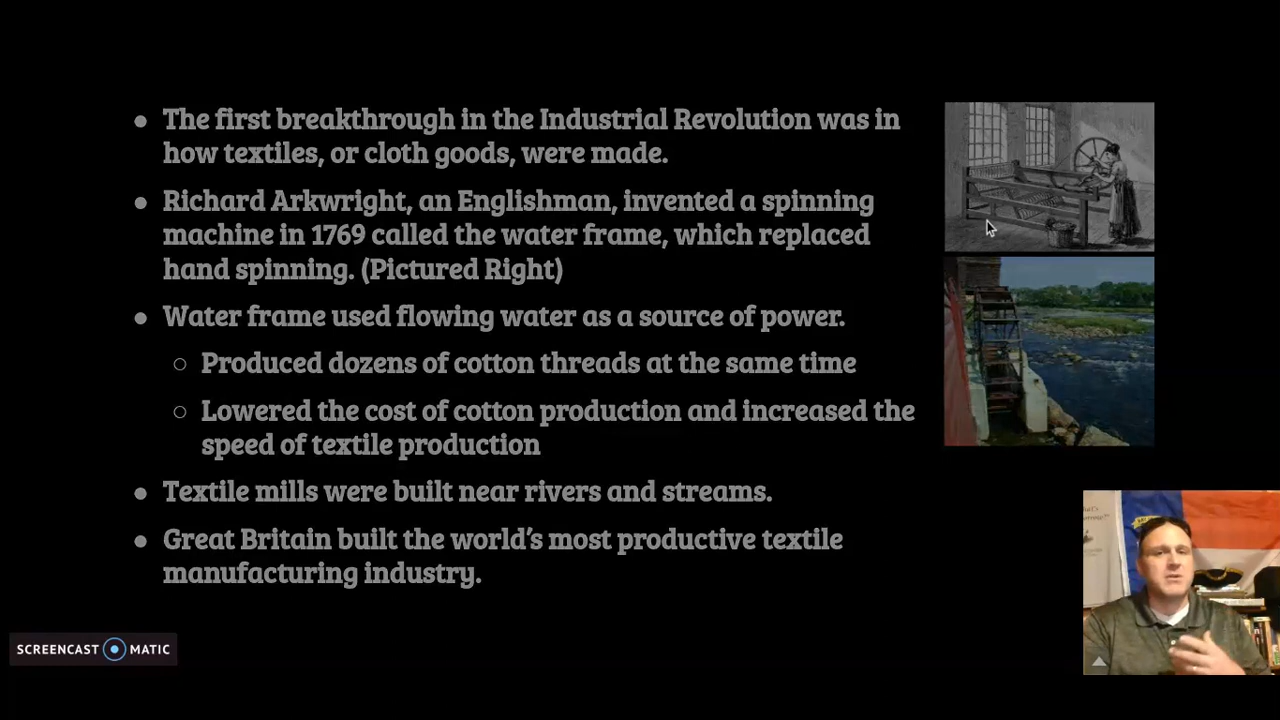 ● The first breakthrough in the Industrial Revolution was in
how textiles, or cloth goods, were made.
● Richard Arkwright, an Englishman, invented a spinning
machine in 1769 called the water frame, which replaced
hand spinning. (Pictured Right)
● Water frame used flowing water as a source of power.
○ Produced dozens of cotton threads at the same time
○ Lowered the cost of cotton production and increased the
speed of textile production
● Textile mills were built near rivers and streams.
● Great Britain built the world's most productive textile
manufacturing industry.
SCREENCAST MATIC